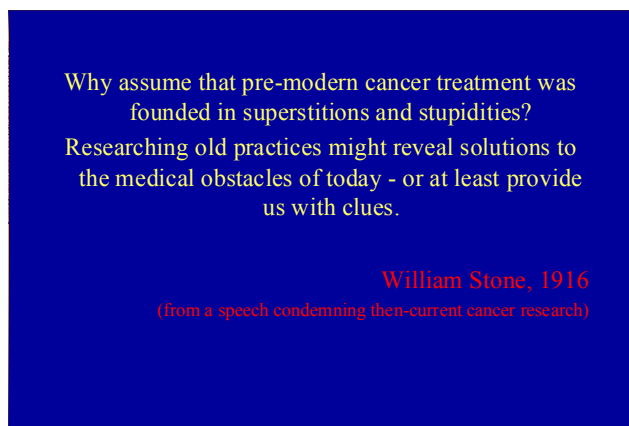 Why assume that pre-modern cancer treatment was
founded in superstitions and stupidities?
Researching old practices might reveal solutions to
the medical obstacles of today - or at least provide
us with clues.
William Stone, 1916
(from a speech condemning then-current cancer research)